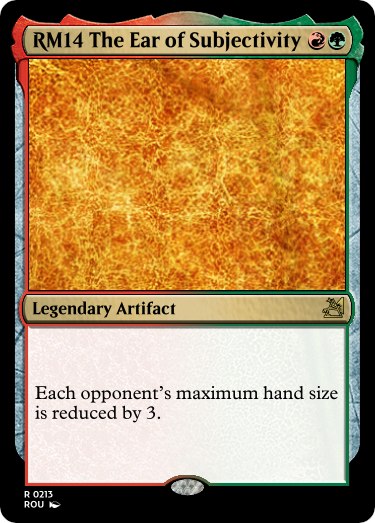 RM14 The Ear of Subjectivity
Legendary Artifact
Each opponent's maximum hand size
is reduced by 3.
R 0213
ROU